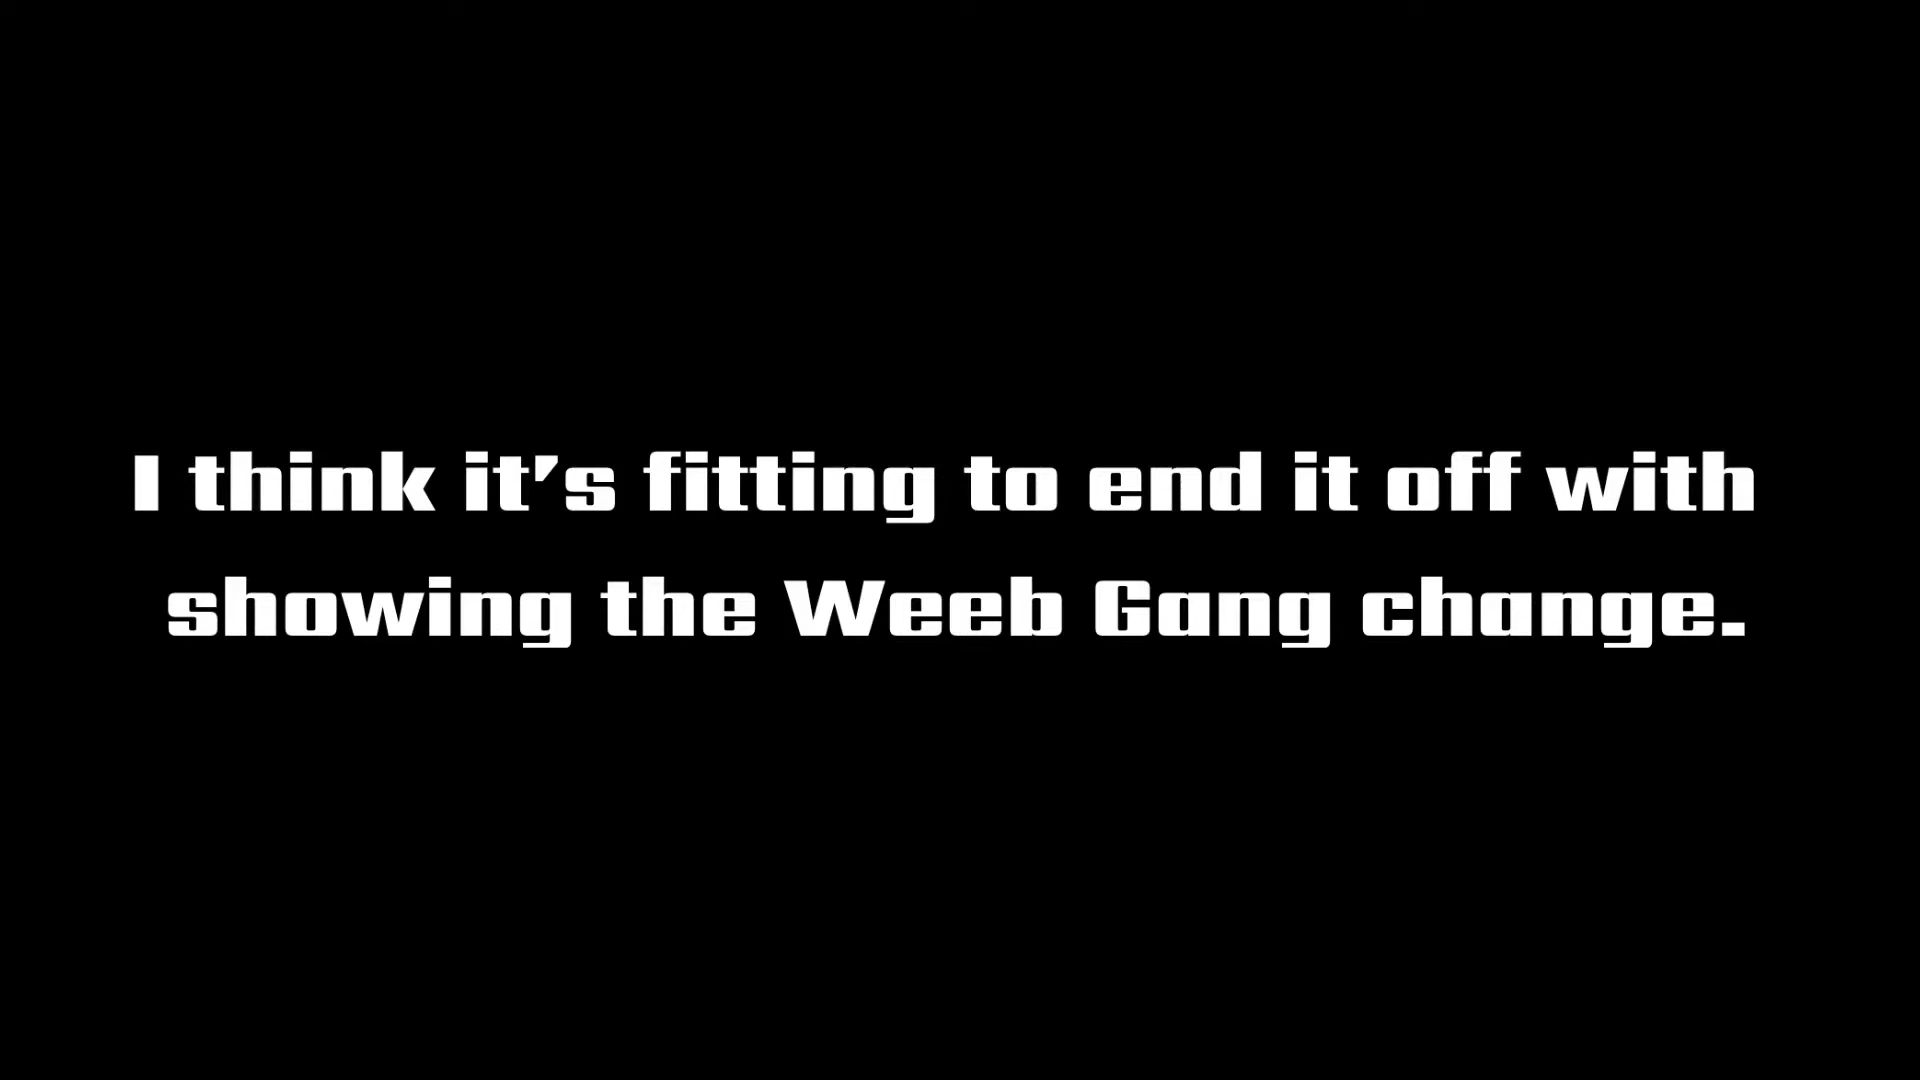 I think it's fitting to end it off with
showing the Weeb Gang change.